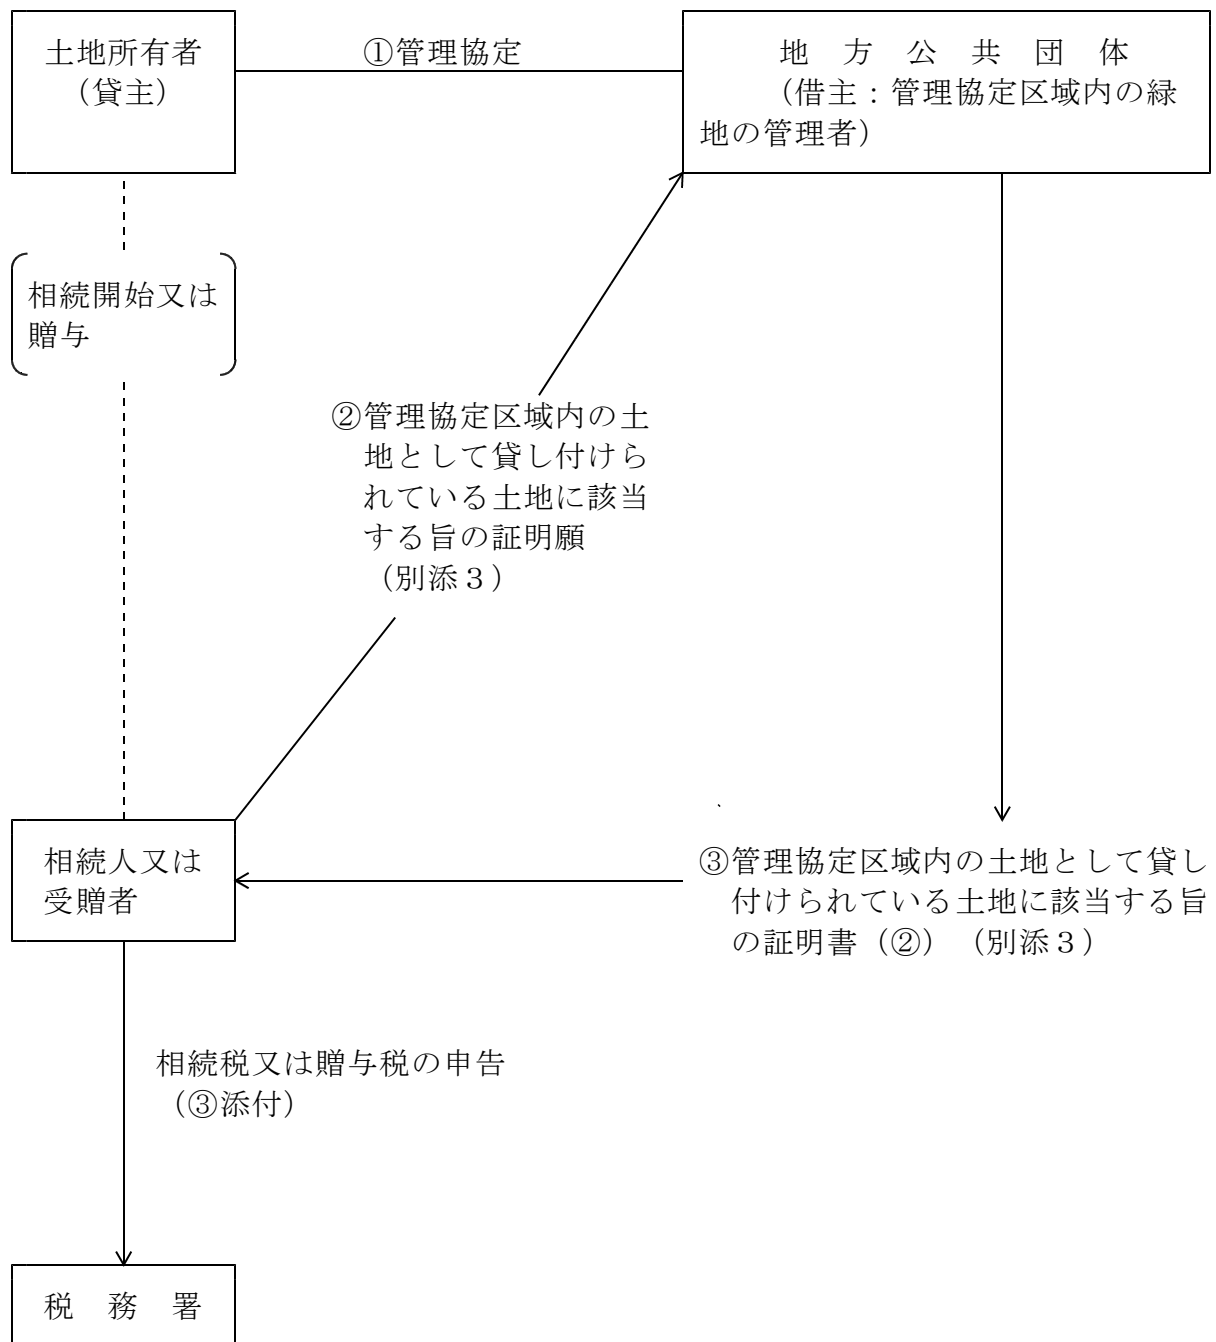 土地所有者
（貸主）
①管理協定
地　方　公　共　団　体
（借主：管理協定区域内の緑
地の管理者）
相続開始又は
贈与
②管理協定区域内の土
地として貸し付けら
れている土地に該当
する旨の証明願
（別添３）
相続人又は
受贈者
③管理協定区域内の土地として貸し
付けられている土地に該当する旨
の証明書（②）（別添３）
相続税又は贈与税の申告
（③添付）
税　務　署